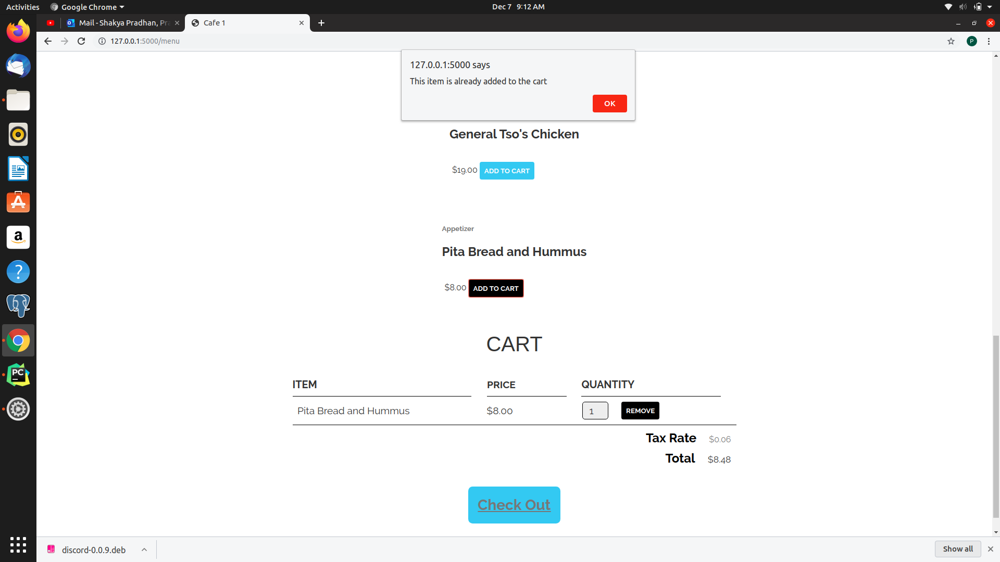 Activities Google Chrome Dec 7 9:12 AM
Mail - Shakya Pradhan, Pra Cafe 1
127.0.0.1:5000/menu P
127.0.0.1:5000 says
This item is already added to the cart
OK
General Tso's Chicken
$19.00 ADD TO CART
Appetizer
Pita Bread and Hummus
$8.00 ADD TO CART
CART
ITEM PRICE QUANTITY
Pita Bread and Hummus $8.00 1 REMOVE
Tax Rate $0.06
Total $8.48
Check Out
discord-0.0.9.deb Show all